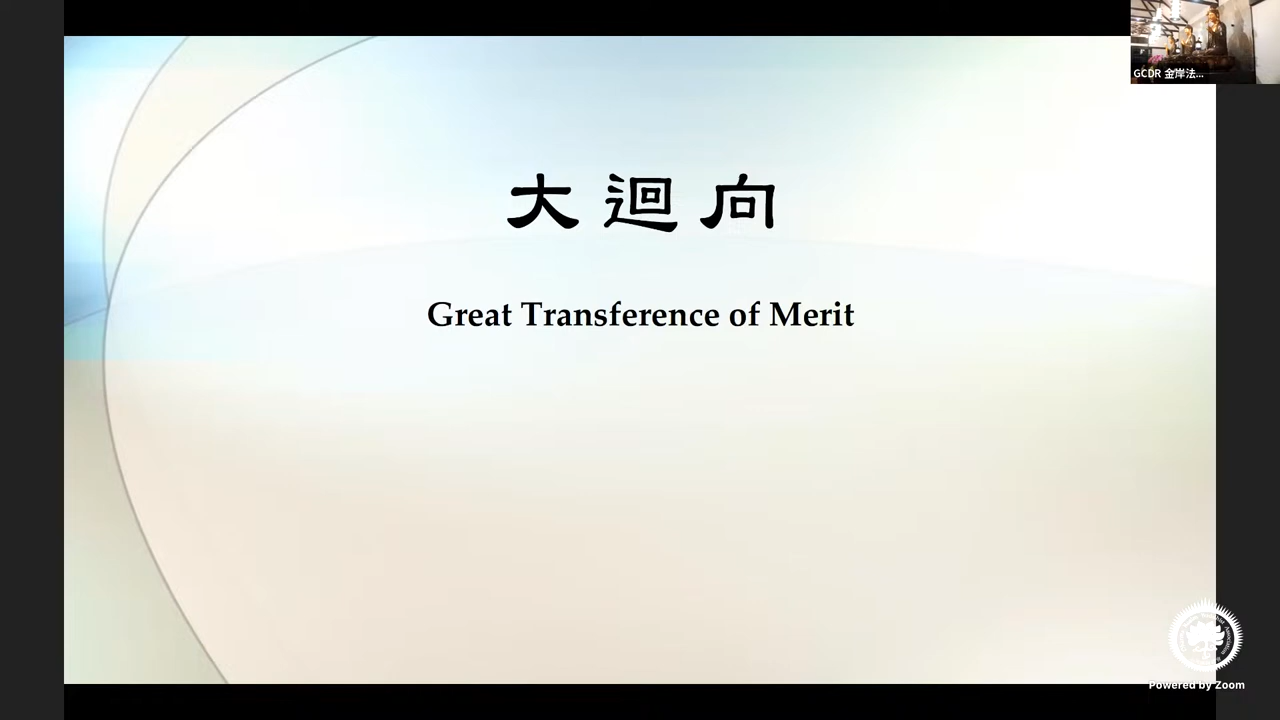 GCDR 金岸法...
大迴向
Great Transference of Merit
Powered by Zoom